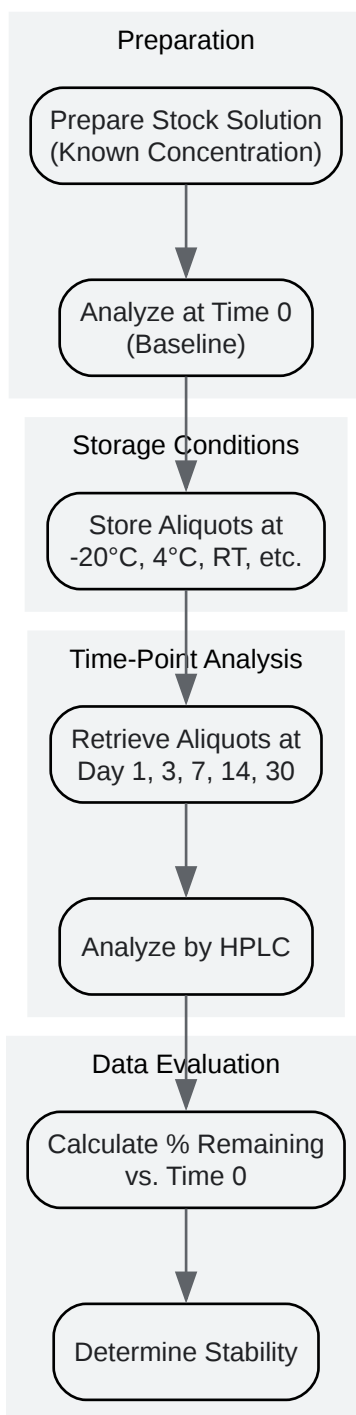 Preparation
Prepare Stock Solution
(Known Concentration)
Analyze at Time 0
(Baseline)
Storage Conditions
Store Aliquots at
-20°C, 4°C, RT, etc.
Time-Point Analysis
Retrieve Aliquots at
Day 1, 3, 7, 14, 30
Analyze by HPLC
Data Evaluation
Calculate % Remaining
vs. Time 0
Determine Stability